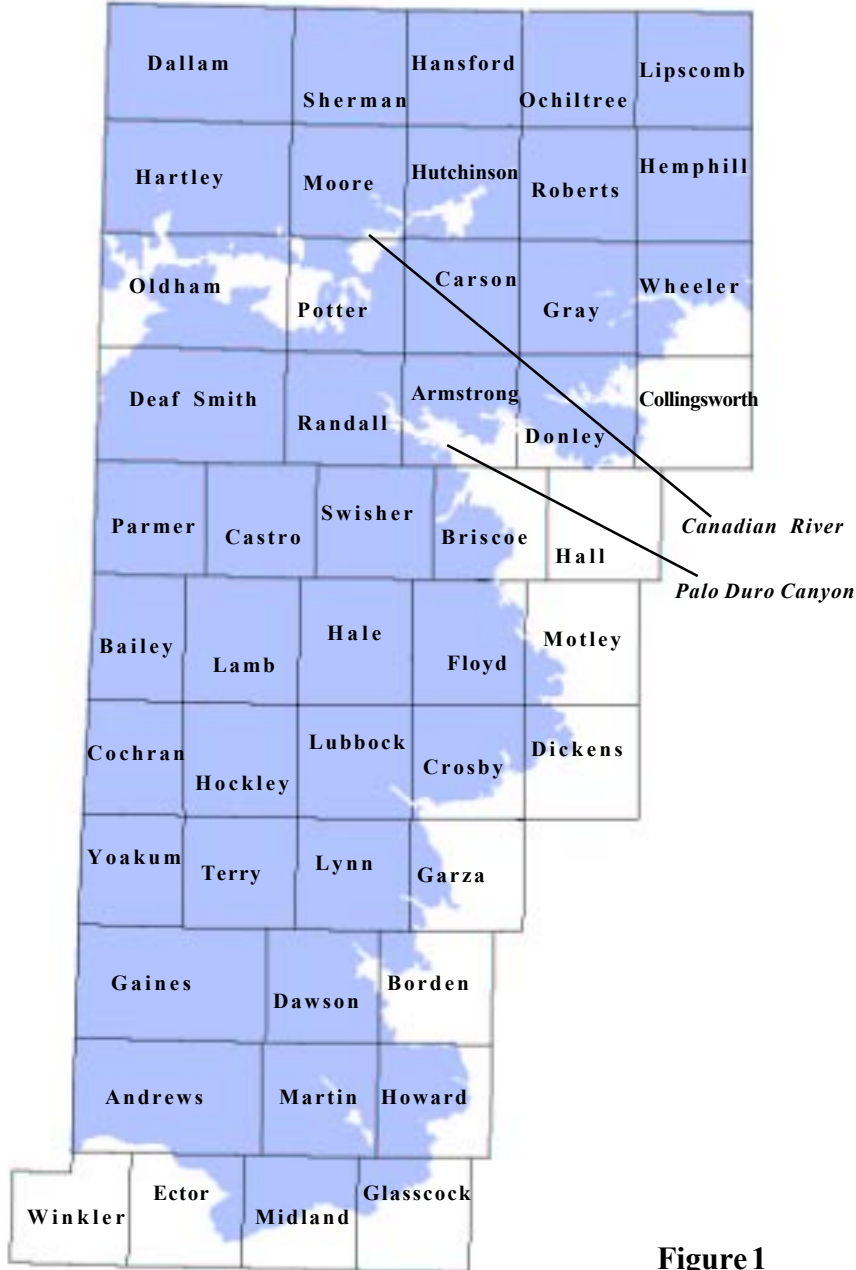 Dallam
Sherman
Hansford
Ochiltree
Lipscomb
Hartley
Moore
Hutchinson
Roberts
Hemphill
Oldham
Potter
Carson
Gray
Wheeler
Deaf Smith
Randall
Armstrong
Donley
Collingsworth
Parmer
Castro
Swisher
Briscoe
Hall
Canadian River
Palo Duro Canyon
Bailey
Lamb
Hale
Floyd
Motley
Cochran
Hockley
Lubbock
Crosby
Dickens
Yoakum
Terry
Lynn
Garza
Gaines
Dawson
Borden
Andrews
Martin
Howard
Winkler
Ector
Midland
Glasscock
Figure 1